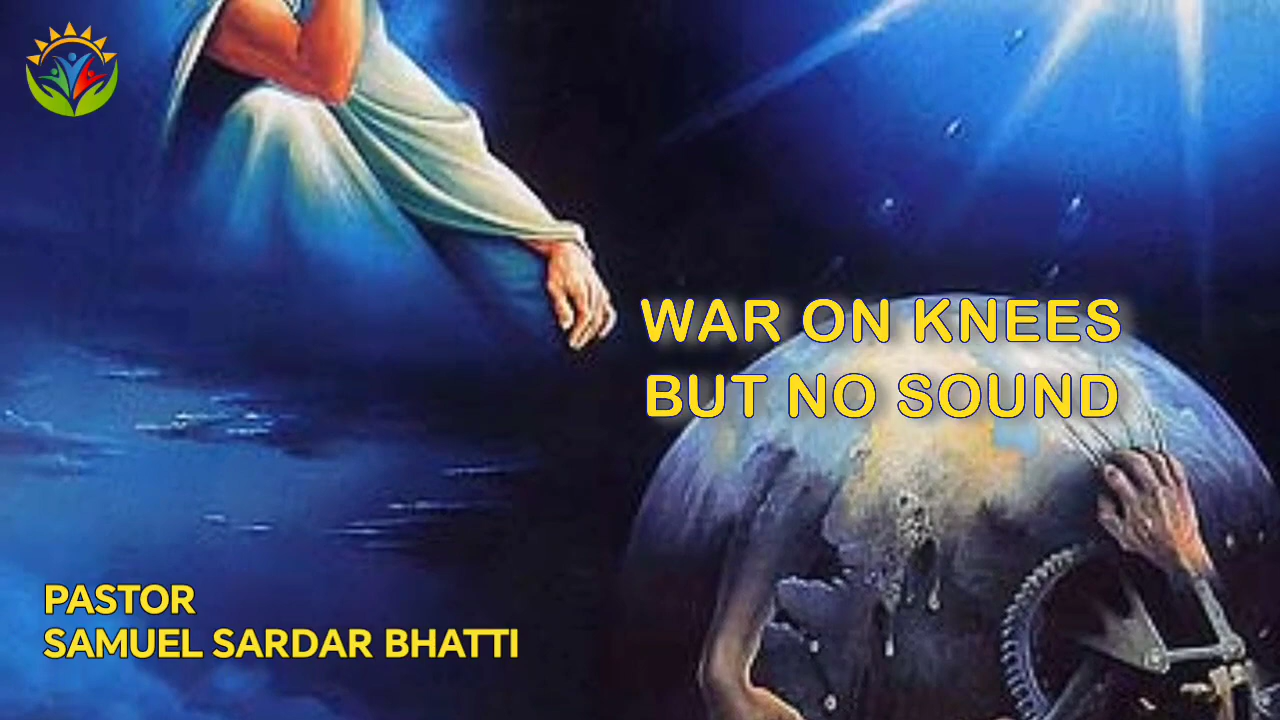 WAR ON KNEES
BUT NO SOUND
PASTOR
SAMUEL SARDAR BHATTI